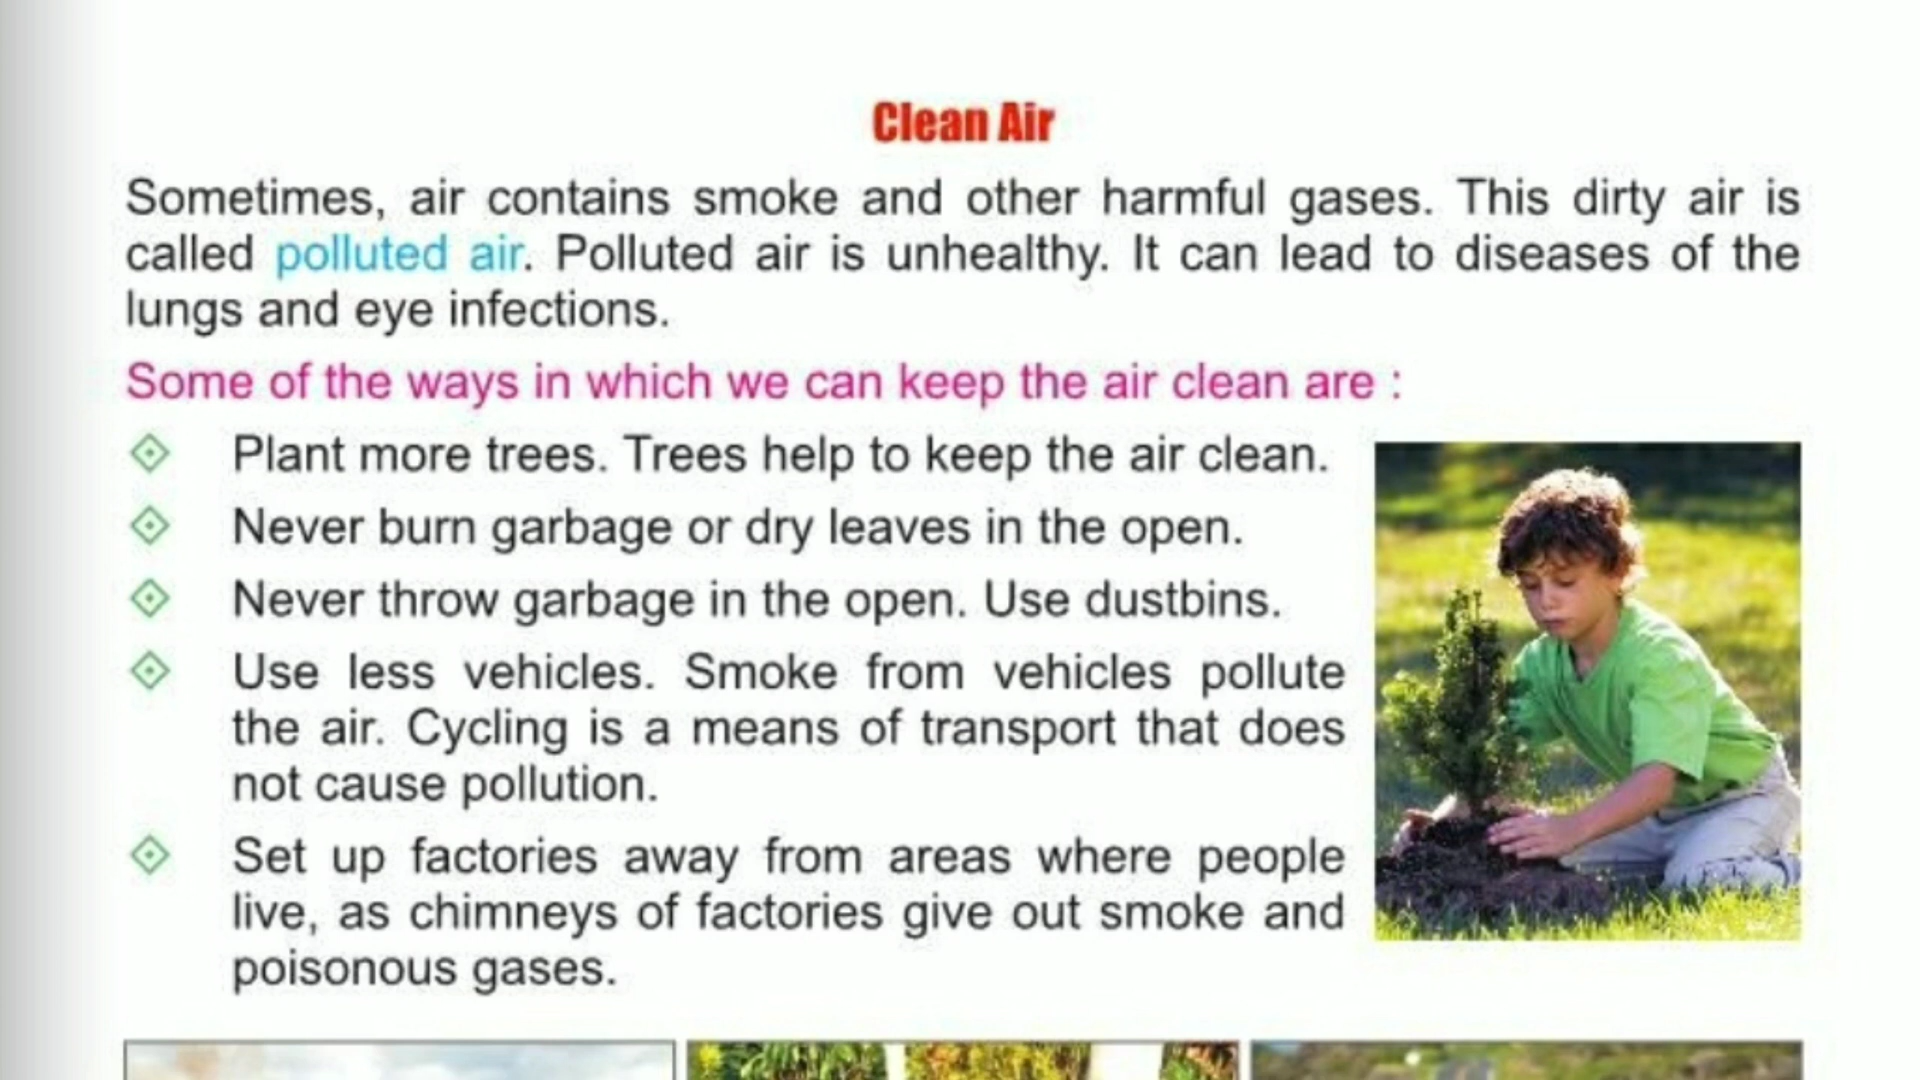 Clean Air
Sometimes, air contains smoke and other harmful gases. This dirty air is
called polluted air. Polluted air is unhealthy. It can lead to diseases of the
lungs and eye infections.
Some of the ways in which we can keep the air clean are :
Plant more trees. Trees help to keep the air clean.
Never burn garbage or dry leaves in the open.
Never throw garbage in the open. Use dustbins.
Use less vehicles. Smoke from vehicles pollute
the air. Cycling is a means of transport that does
not cause pollution.
Set up factories away from areas where people
live, as chimneys of factories give out smoke and
poisonous gases.